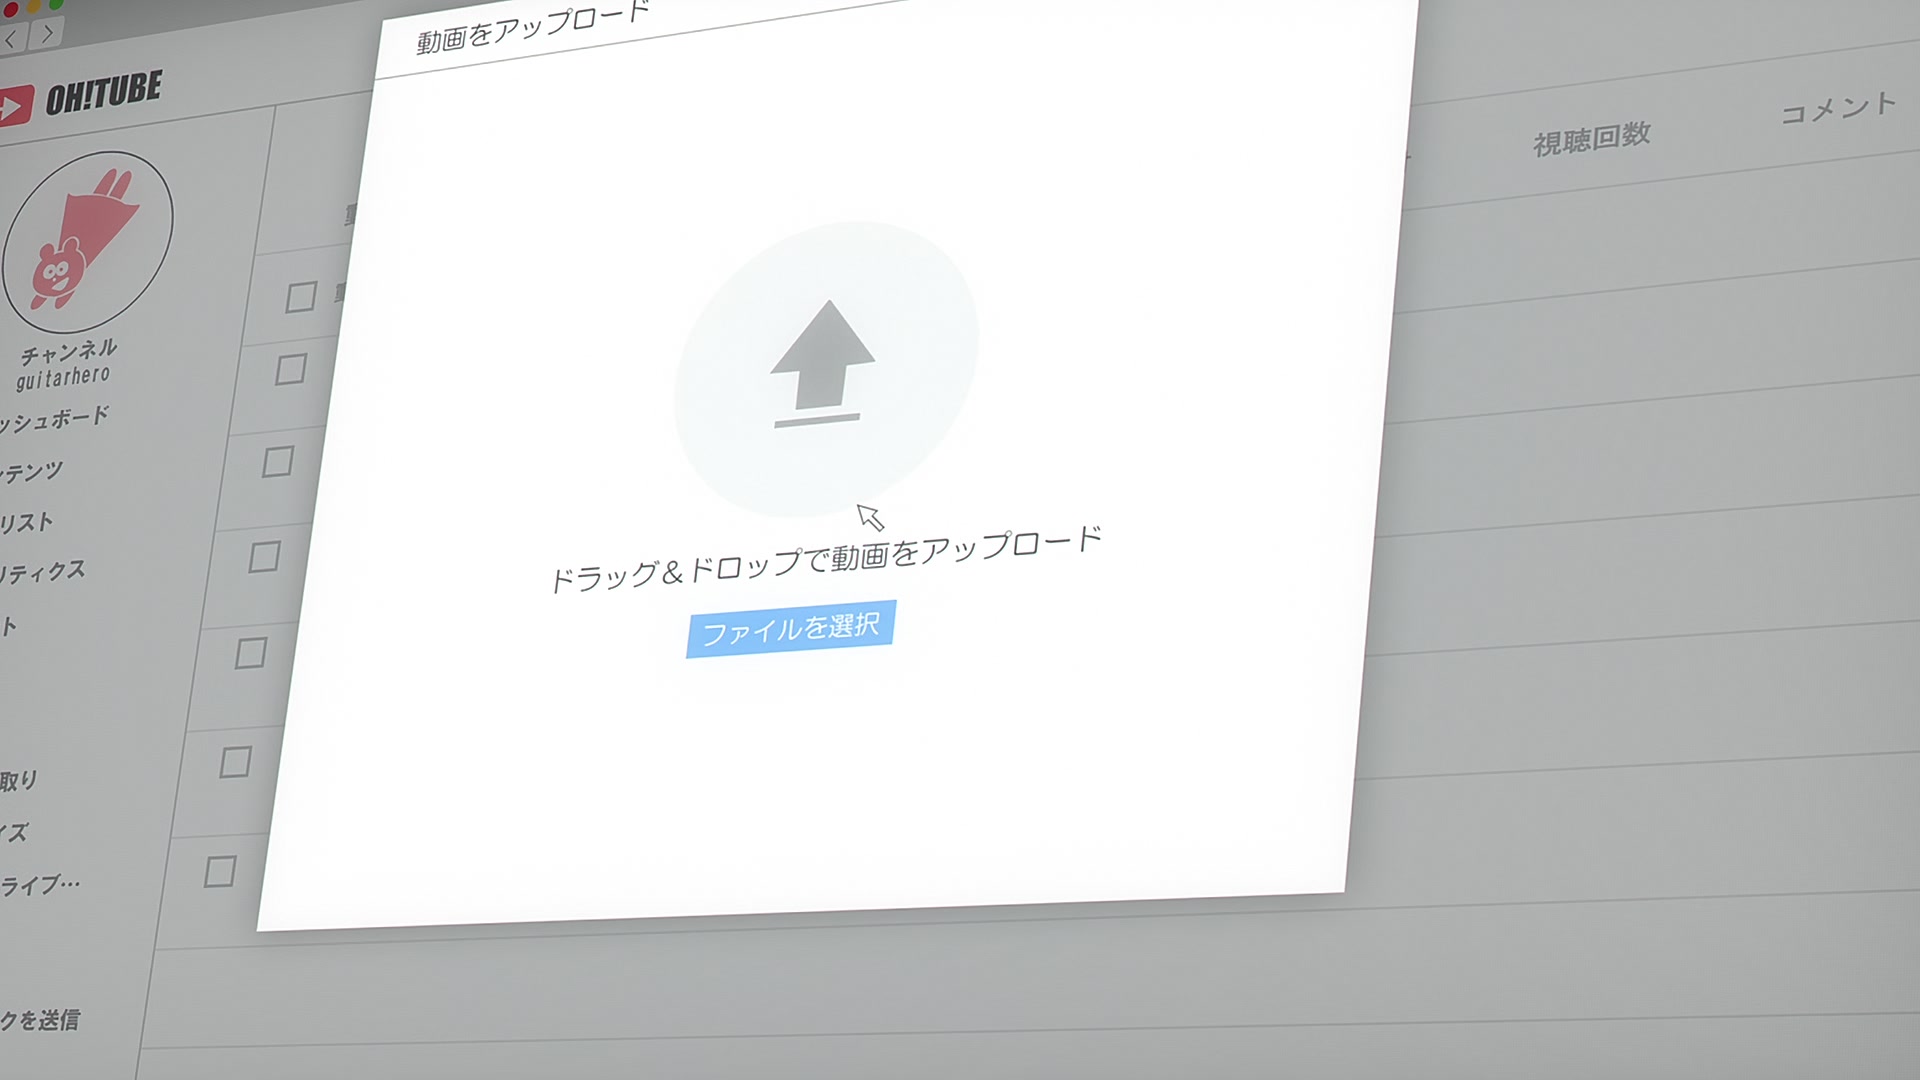 動画をアップロード
OH!TUBE
視聴回数
コメント
チャンネル
guitarhero
ッシュボード
ンテンツ
リスト
リティクス
ト
ドラッグ&ドロップで動画をアップロード
ファイルを選択
取り
イズ
ライブ…
クを送信